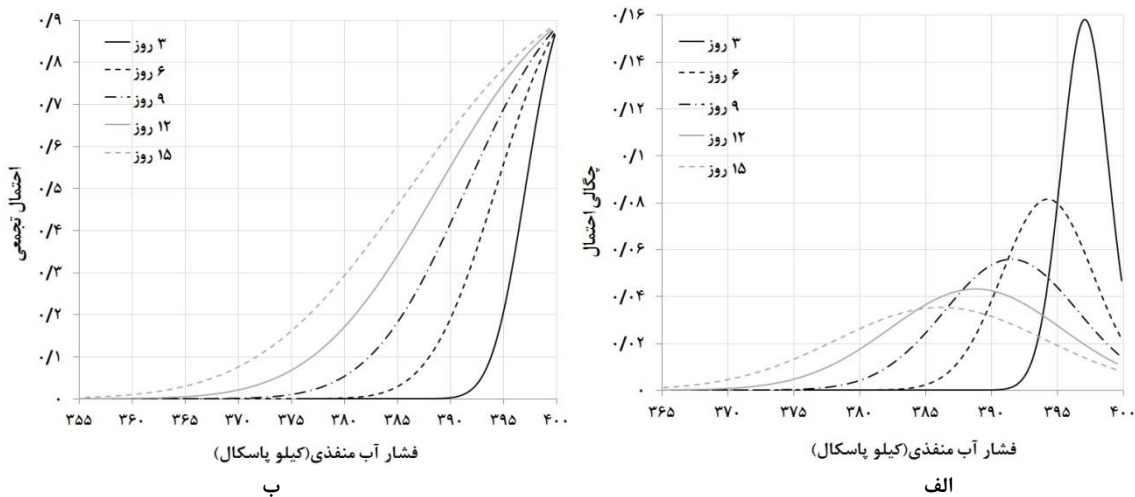 ۰/۱۶
۰/۱۴
۰/۱۲
۰/۱
۰/۰۸
۰/۰۶
۰/۰۴
۰/۰۲
۰
۳ روز
۶ روز
۹ روز
۱۲ روز
۱۵ روز
چگالی احتمال
۳۶۵ ۳۷۰ ۳۷۵ ۳۸۰ ۳۸۵ ۳۹۰ ۳۹۵ ۴۰۰
فشار آب منفذی(کیلو پاسکال)
الف
۰/۹
۰/۸
۰/۷
۰/۶
۰/۵
۰/۴
۰/۳
۰/۲
۰/۱
۰
۳ روز
۶ روز
۹ روز
۱۲ روز
۱۵ روز
احتمال تجمعی
۳۵۵ ۳۶۰ ۳۶۵ ۳۷۰ ۳۷۵ ۳۸۰ ۳۸۵ ۳۹۰ ۳۹۵ ۴۰۰
فشار آب منفذی(کیلو پاسکال)
ب